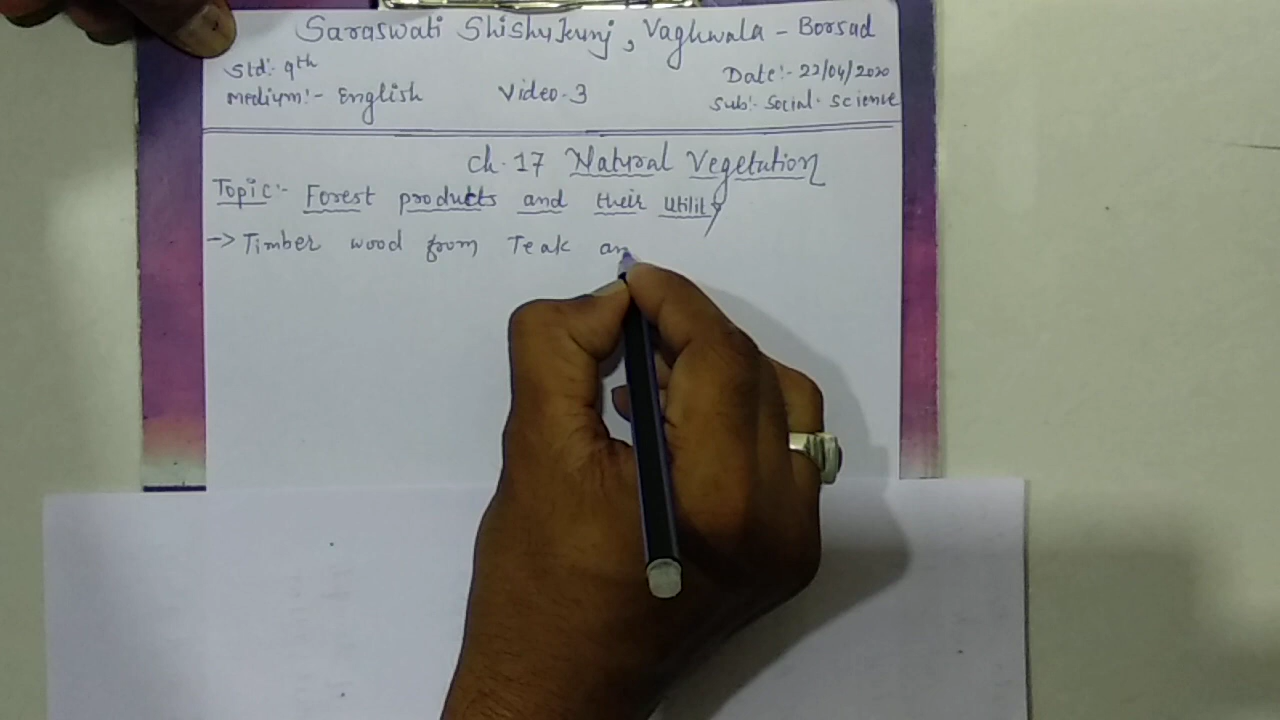 Saraswati Shishukunj, Vaghwala - Borsad
Std:- 9th
Date:- 22/04/2020
Medium:- English
Video-3
Sub:- Social Science
Ch. 17 Natural Vegetation
Topic:- Forest products and their Utility
-> Timber wood from Teak an